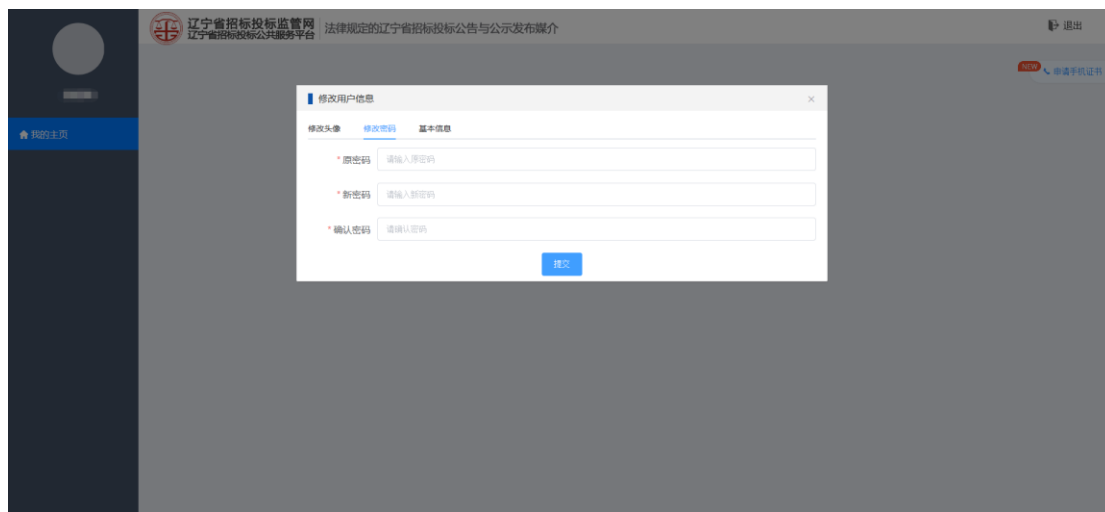 辽宁省招标投标监管网
辽宁省招标投标公共服务平台
法律规定的辽宁省招标投标公告与公示发布媒介
退出
NEW
申请手机证书
我的主页
修改用户信息
修改头像 修改密码 基本信息
* 原密码 请输入原密码
* 新密码 请输入新密码
* 确认密码 请确认密码
提交